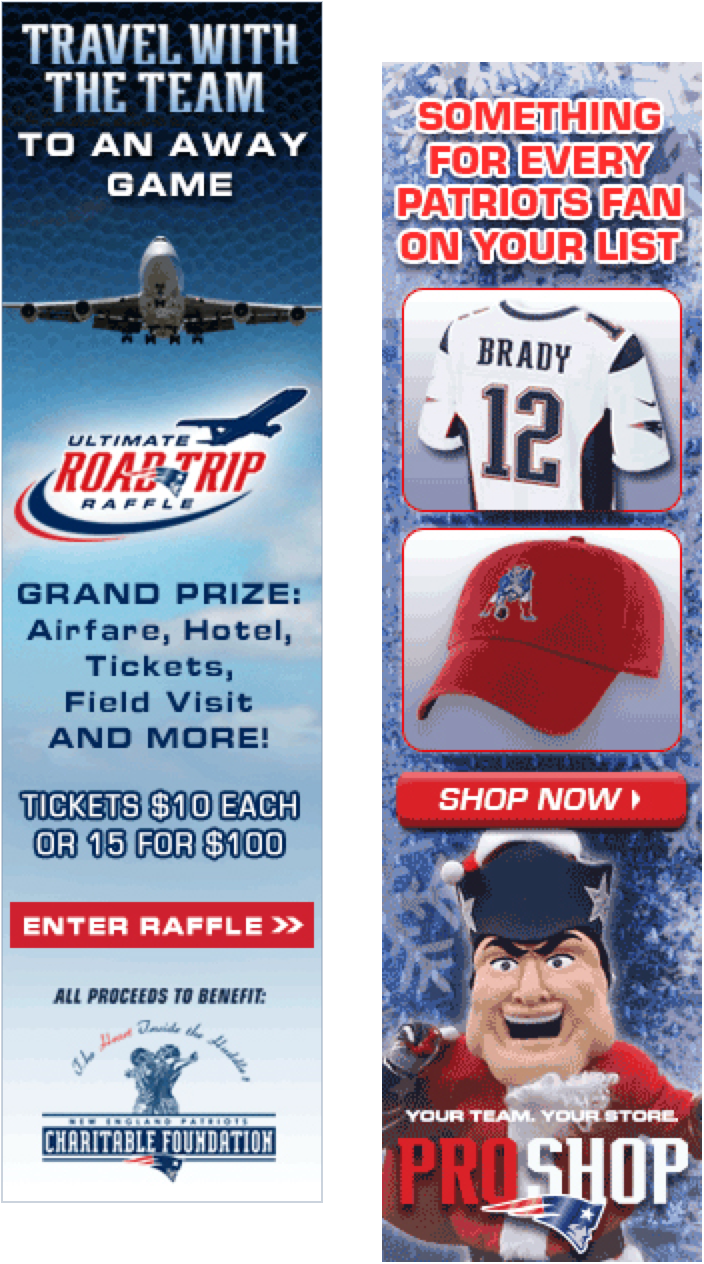 TRAVEL WITH
THE TEAM
TO AN AWAY
GAME
ULTIMATE
ROAD TRIP
RAFFLE
GRAND PRIZE:
Airfare, Hotel,
Tickets,
Field Visit
AND MORE!
TICKETS $10 EACH
OR 15 FOR $100
ENTER RAFFLE >>
ALL PROCEEDS TO BENEFIT:
The Heart Inside the Huddle
NEW ENGLAND PATRIOTS
CHARITABLE FOUNDATION
SOMETHING
FOR EVERY
PATRIOTS FAN
ON YOUR LIST
BRADY
12
SHOP NOW
YOUR TEAM. YOUR STORE.
PRO SHOP